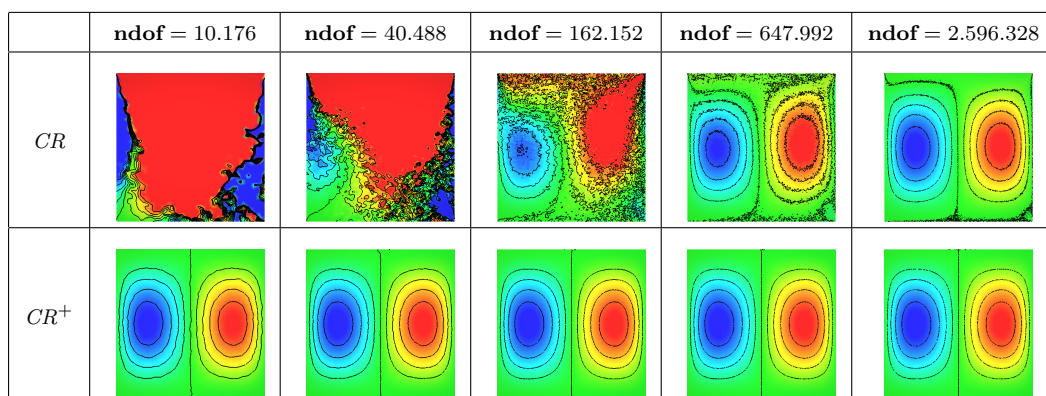 ndof = 10.176 ndof = 40.488 ndof = 162.152 ndof = 647.992 ndof = 2.596.328
CR
CR⁺